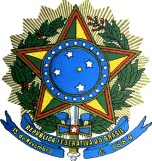 REPÚBLICA FEDERATIVA DO BRASIL
15 de Novembro
de 1889